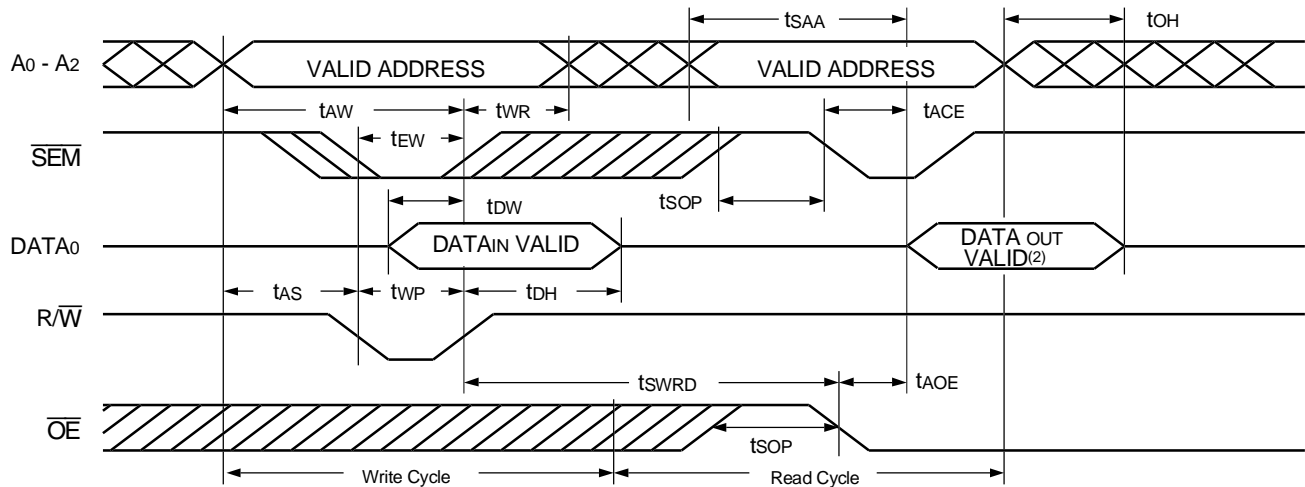 tSAA
tOH
A0 - A2
VALID ADDRESS
VALID ADDRESS
tAW
tWR
tACE
tEW
SEM
tSOP
tDW
DATA0
DATAIN VALID
DATA OUT
VALID(2)
tAS
tWP
tDH
R/W
tSWRD
tAOE
OE
tSOP
Write Cycle
Read Cycle